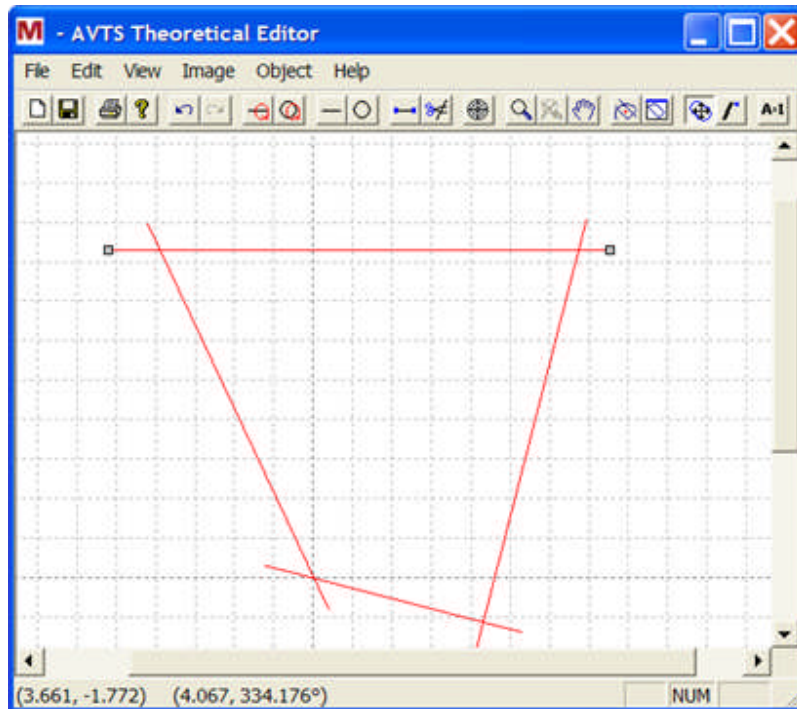 M - AVTS Theoretical Editor
File Edit View Image Object Help
A=1
(3.661, -1.772) (4.067, 334.176°) NUM